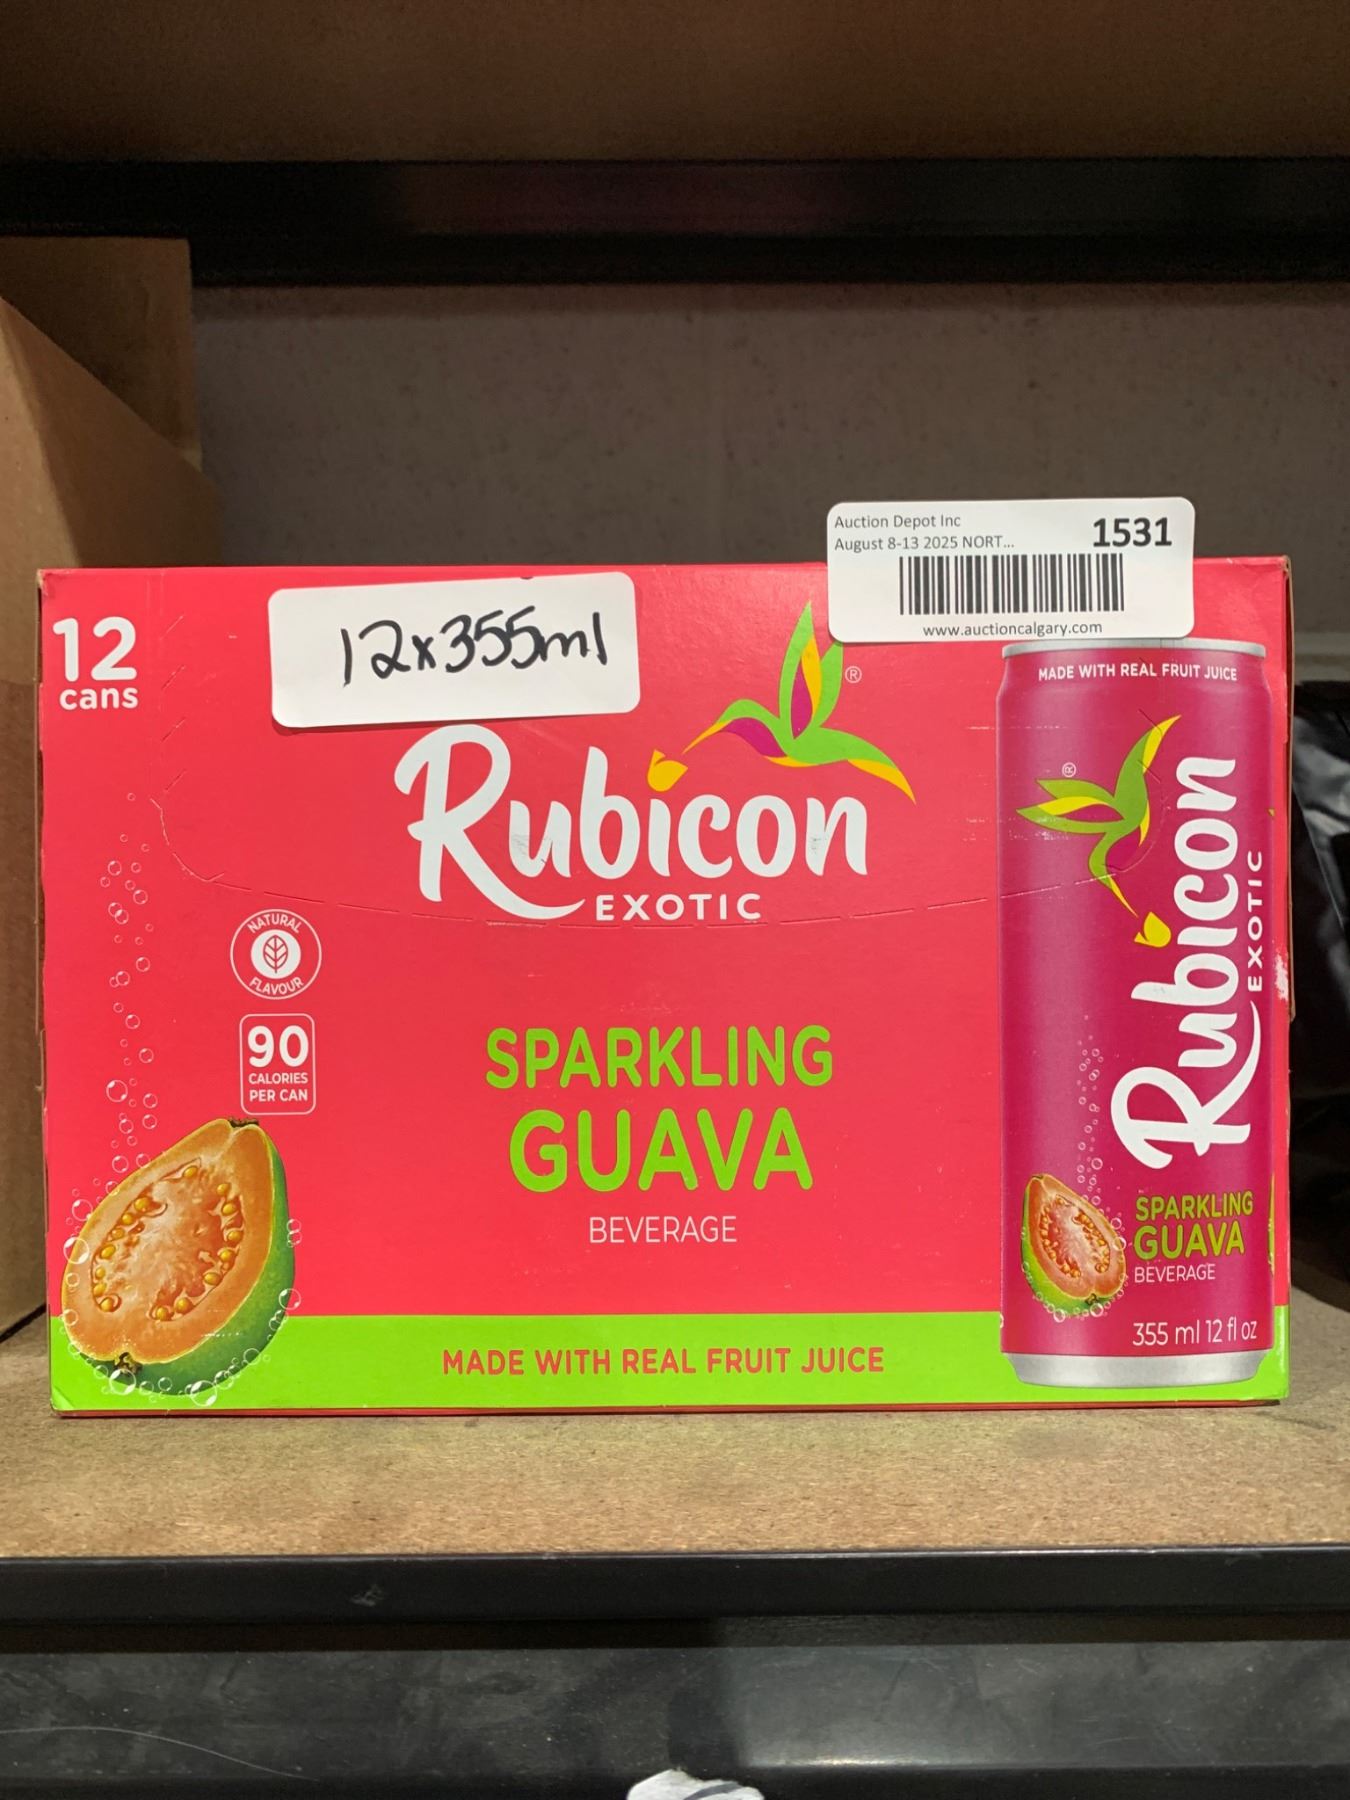 Auction Depot Inc
August 8-13 2025 NORT...
1531
www.auctioncalgary.com
12
cans
12x355ml
®
Rubicon
EXOTIC
NATURAL
FLAVOUR
90
CALORIES
PER CAN
SPARKLING
GUAVA
BEVERAGE
MADE WITH REAL FRUIT JUICE
MADE WITH REAL FRUIT JUICE
®
Rubicon
EXOTIC
SPARKLING
GUAVA
BEVERAGE
355 ml 12 fl oz